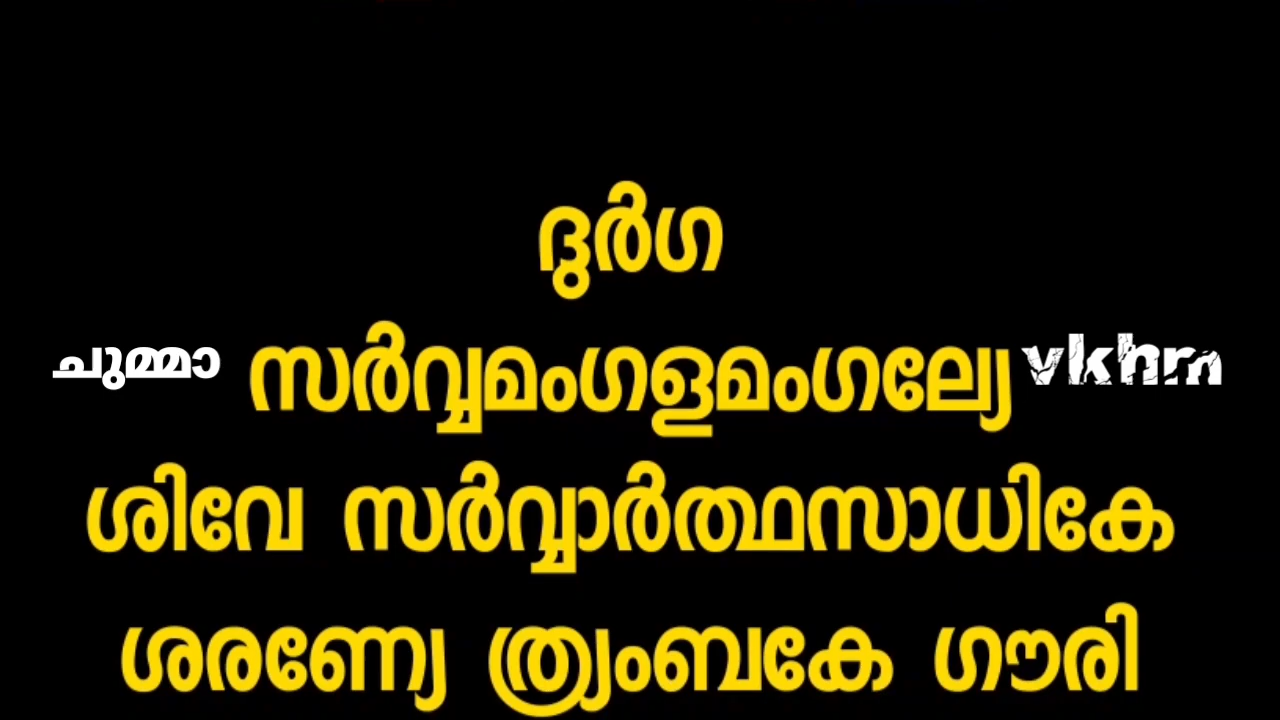 ദുർഗ
ചുമ്മാ സർവ്വമംഗളമംഗല്യേ vkhm
ശിവേ സർവ്വാർത്ഥസാധികേ
ശരണ്യേ ത്ര്യംബകേ ഗൗരി